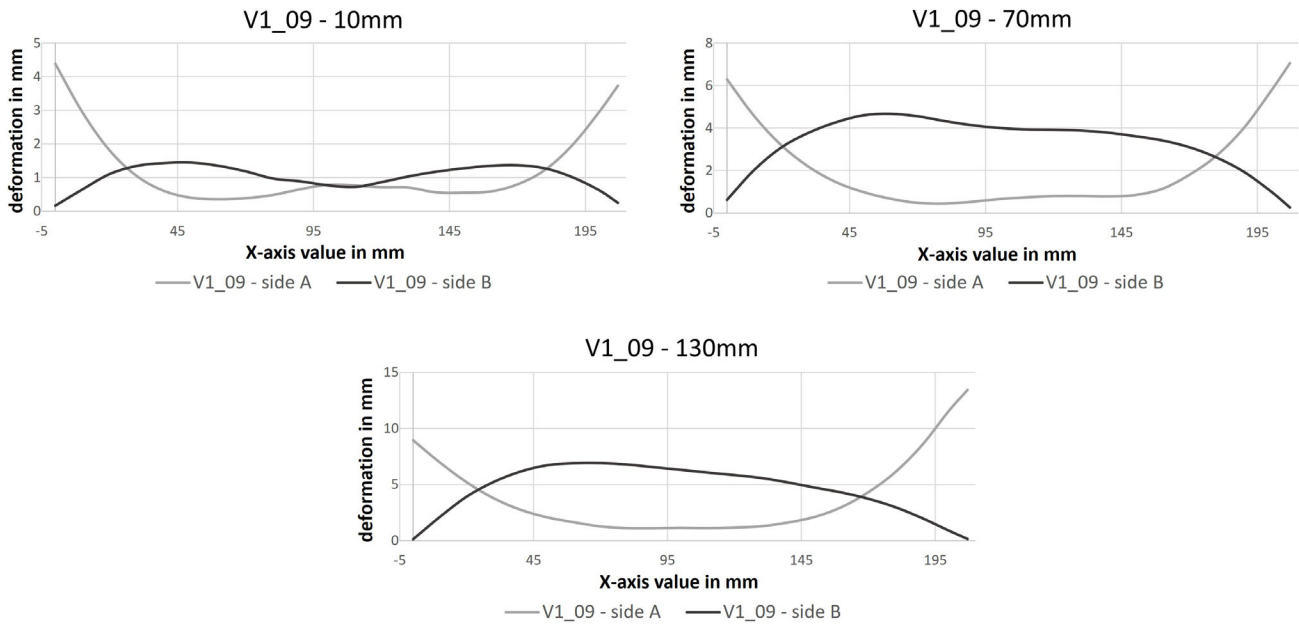 V1_09 - 10mm
deformation in mm
5
4
3
2
1
0
-5 45 95 145 195
X-axis value in mm
V1_09 - side A V1_09 - side B
V1_09 - 70mm
deformation in mm
8
6
4
2
0
-5 45 95 145 195
X-axis value in mm
V1_09 - side A V1_09 - side B
V1_09 - 130mm
deformation in mm
15
10
5
0
-5 45 95 145 195
X-axis value in mm
V1_09 - side A V1_09 - side B